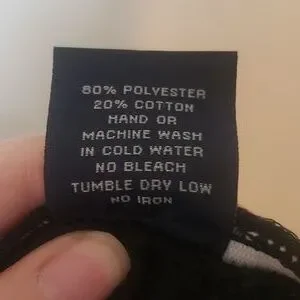 80% POLYESTER
20% COTTON
HAND OR
MACHINE WASH
IN COLD WATER
NO BLEACH
TUMBLE DRY LOW
NO IRON